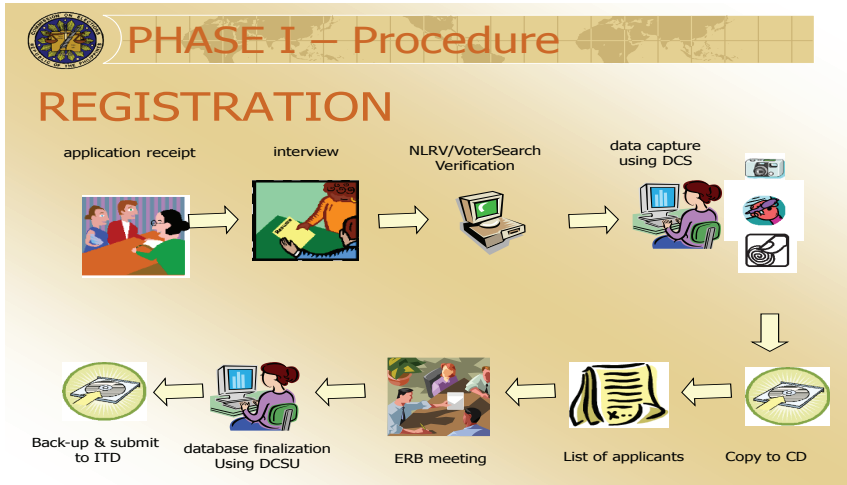 PHASE I – Procedure
REGISTRATION
application receipt
interview
NLRV/VoterSearch
Verification
data capture
using DCS
Resume
Back-up & submit
to ITD
database finalization
Using DCSU
ERB meeting
List of applicants
Copy to CD